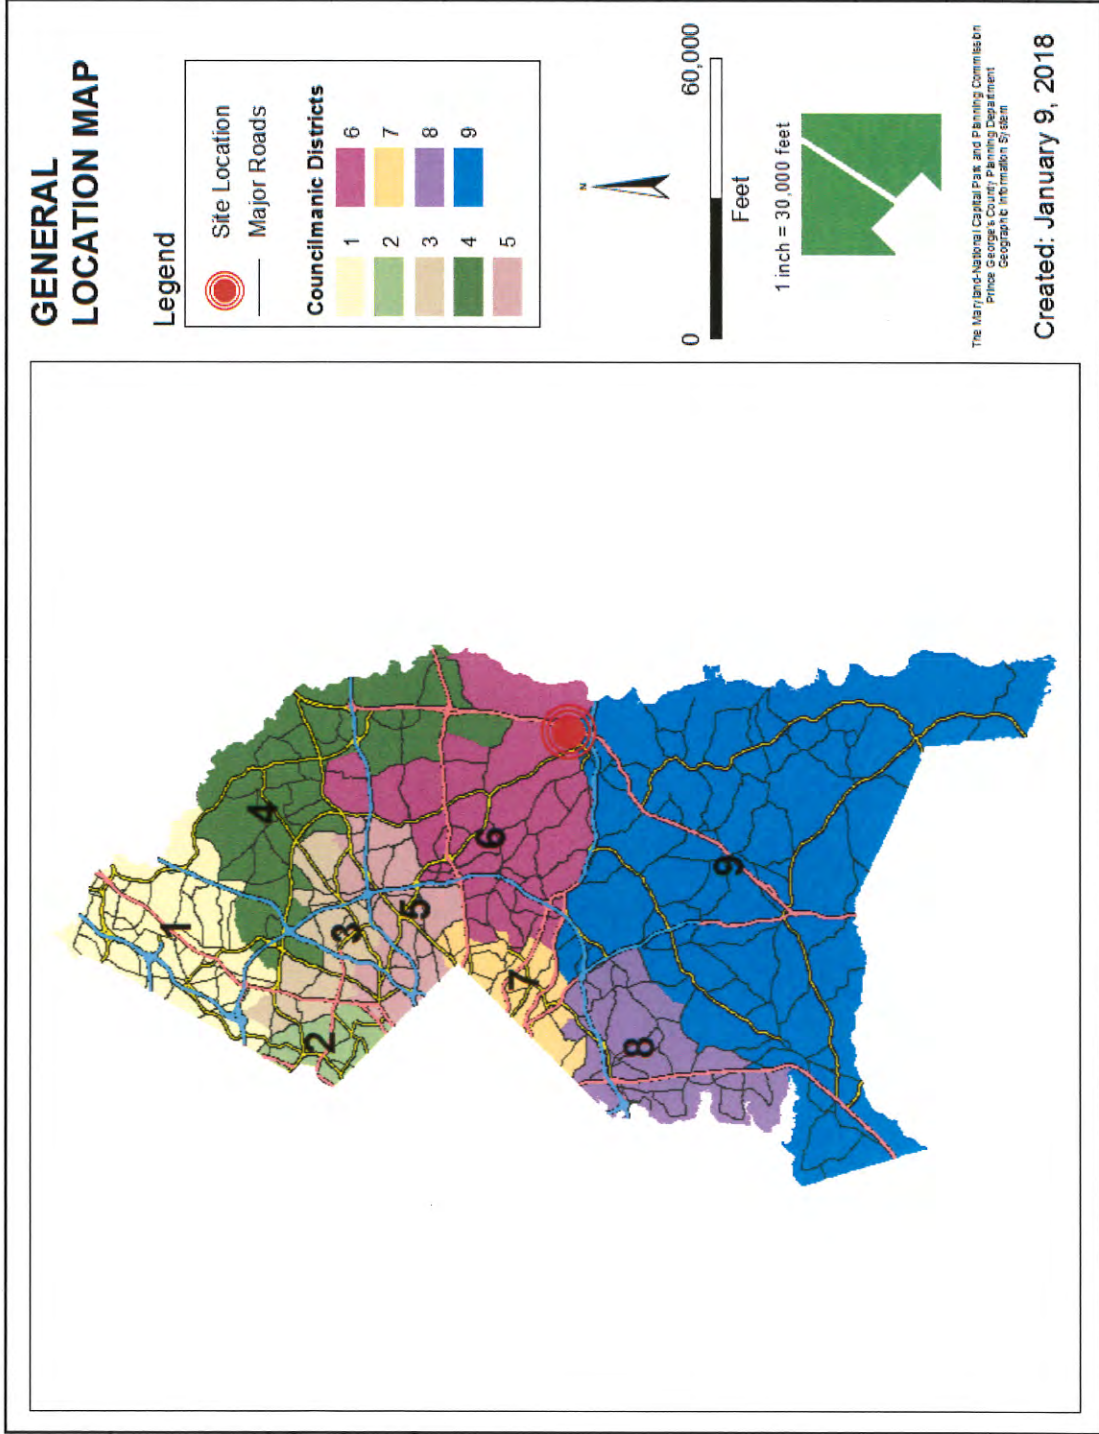 GENERAL
LOCATION MAP
Legend
Site Location
Major Roads
Councilmanic Districts
1
6
2
7
3
8
4
9
5
1
2
3
4
5
6
7
8
9
N
0
60,000
Feet
1 inch = 30,000 feet
The Maryland-National Capital Park and Planning Commission
Prince George's County Planning Department
Geographic Information System
Created: January 9, 2018